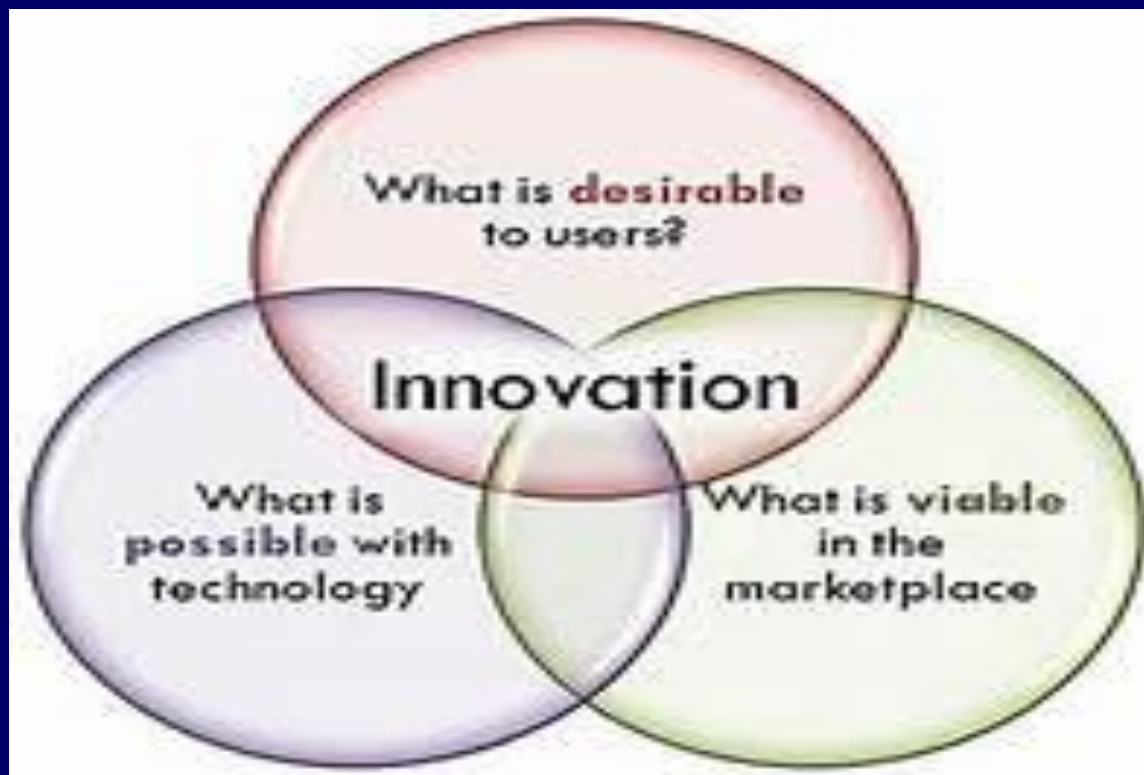 What is desirable
to users?
Innovation
What is
possible with
technology
What is viable
in the
marketplace